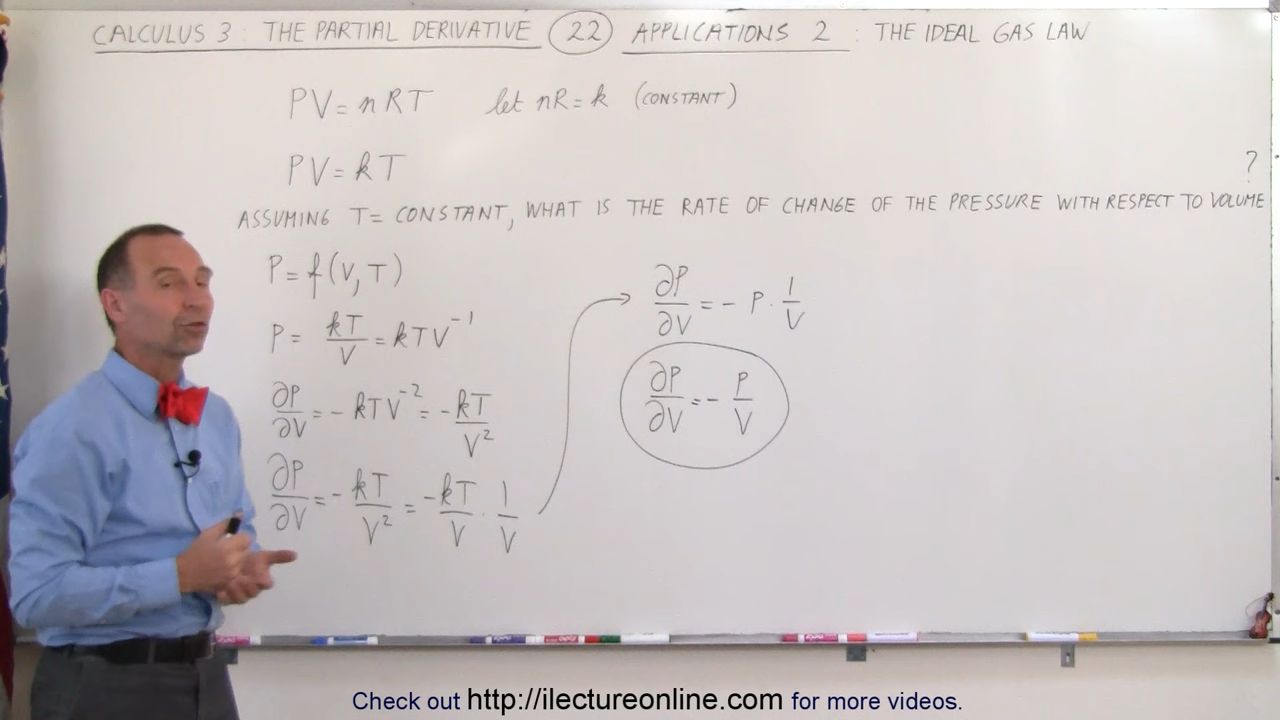 CALCULUS 3 : THE PARTIAL DERIVATIVE 22 APPLICATIONS 2 : THE IDEAL GAS LAW
PV = nRT let nR = k (CONSTANT)
PV = kT
ASSUMING T = CONSTANT, WHAT IS THE RATE OF CHANGE OF THE PRESSURE WITH RESPECT TO VOLUME ?
P = f(V, T)
P = kT/V = kTV⁻¹
∂P/∂V = - kTV⁻² = - kT/V²
∂P/∂V = - kT/V² = -kT/V · 1/V
∂P/∂V = - P · 1/V
∂P/∂V = - P/V
Check out http://ilectureonline.com for more videos.